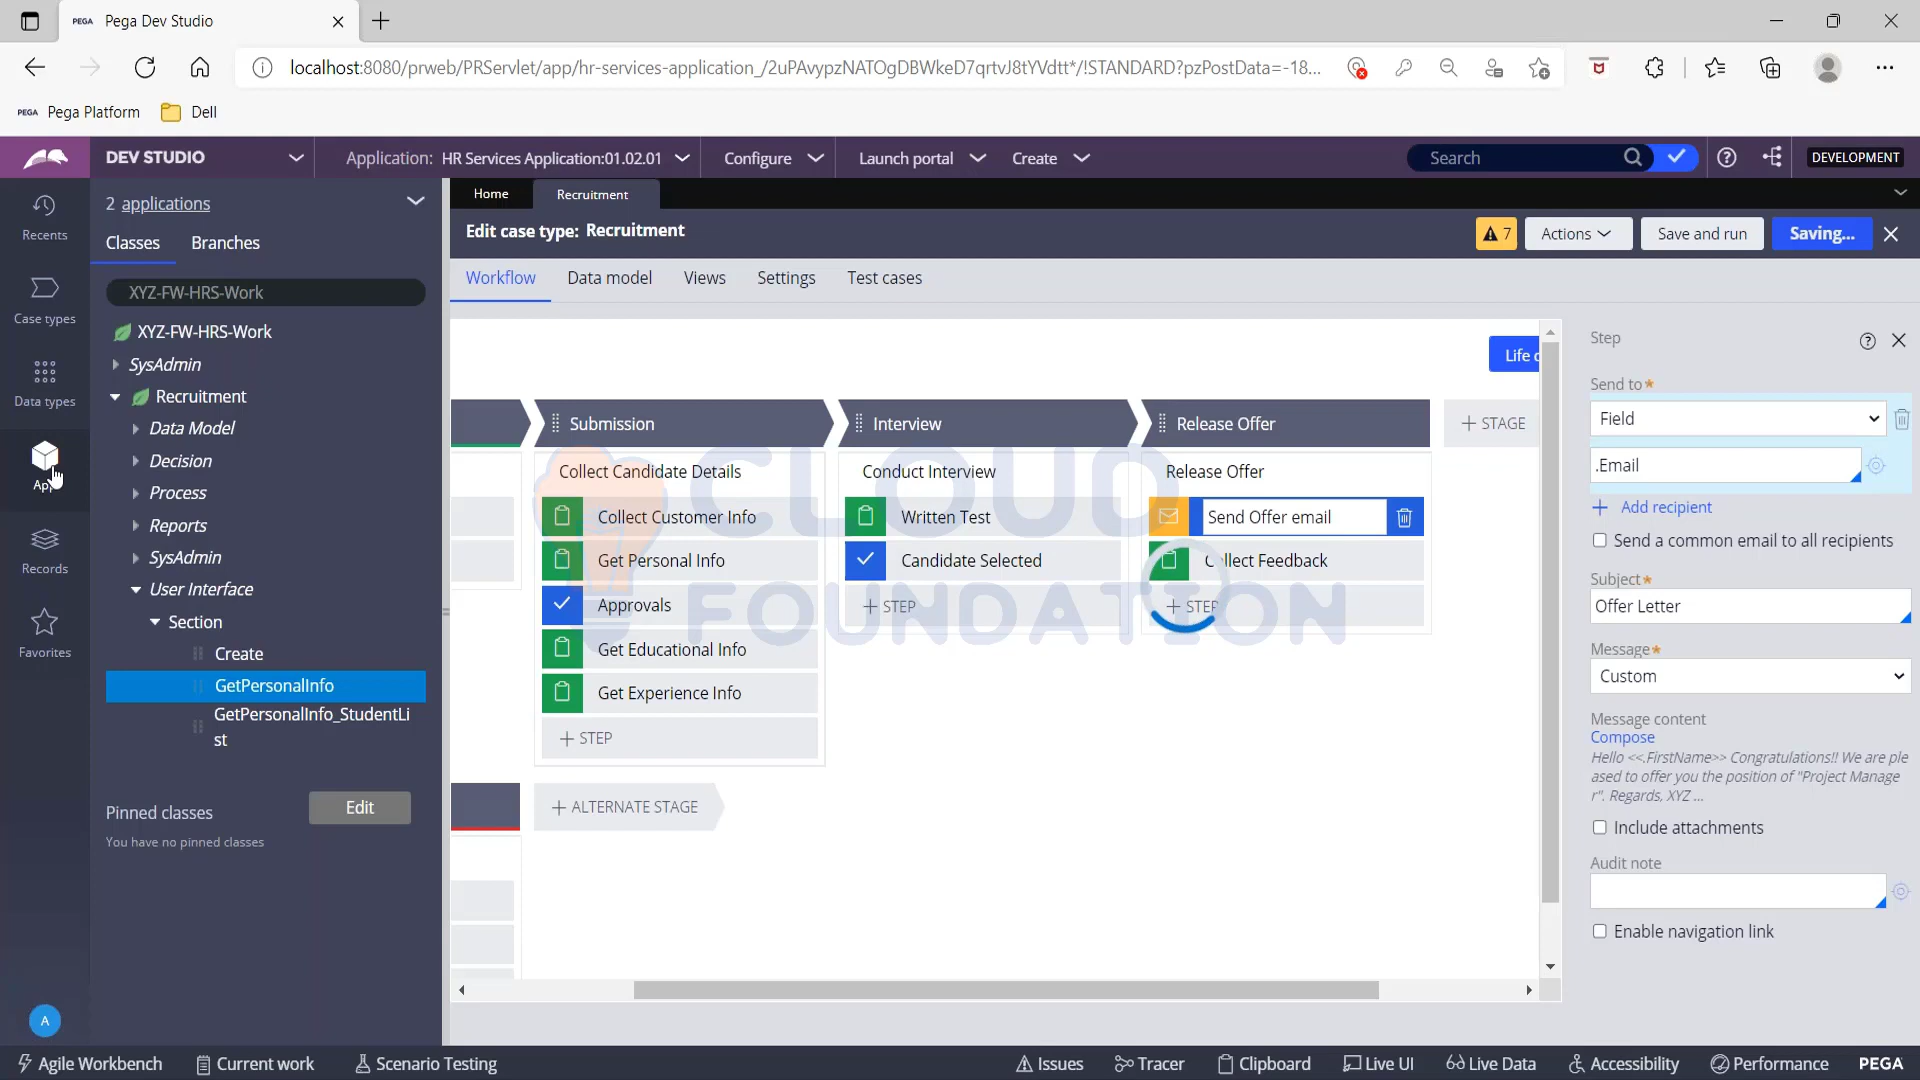 PEGA Pega Dev Studio
localhost:8080/prweb/PRServlet/app/hr-services-application_/2uPAvypzNATOgDBWkeD7qrtvJ8tYVdtt*/!STANDARD?pzPostData=-18...
PEGA Pega Platform Dell
DEV STUDIO Application: HR Services Application:01.02.01 Configure Launch portal Create Search DEVELOPMENT
Recents
Case types
Data types
App
Records
Favorites
A
2 applications
Classes Branches
XYZ-FW-HRS-Work
XYZ-FW-HRS-Work
SysAdmin
Recruitment
Data Model
Decision
Process
Reports
SysAdmin
User Interface
Section
Create
GetPersonalInfo
GetPersonalInfo_StudentLi
st
Pinned classes Edit
You have no pinned classes
Home Recruitment
Edit case type: Recruitment 7 Actions Save and run Saving...
Workflow Data model Views Settings Test cases
Life c
Submission Interview Release Offer + STAGE
Collect Candidate Details
Collect Customer Info
Get Personal Info
Approvals
Get Educational Info
Get Experience Info
+ STEP
Conduct Interview
Written Test
Candidate Selected
+ STEP
Release Offer
Send Offer email
Collect Feedback
+ STEP
+ ALTERNATE STAGE
CLOUD
FOUNDATION
Step
Send to*
Field
.Email
+ Add recipient
Send a common email to all recipients
Subject*
Offer Letter
Message*
Custom
Message content
Compose
Hello <<.FirstName>> Congratulations!! We are ple
ased to offer you the position of "Project Manage
r". Regards, XYZ ...
Include attachments
Audit note
Enable navigation link
Agile Workbench Current work Scenario Testing Issues Tracer Clipboard Live UI Live Data Accessibility Performance PEGA